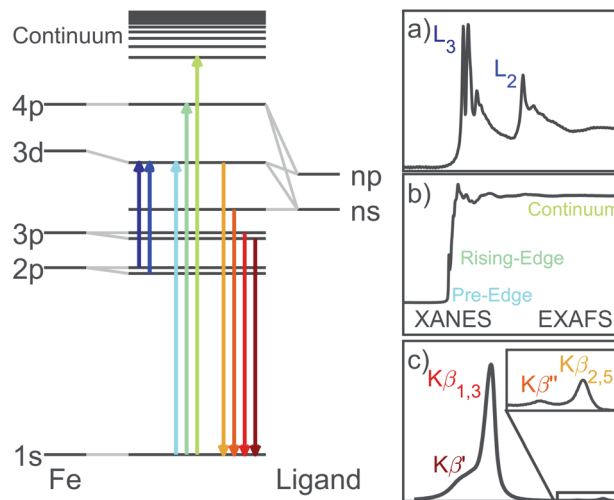 Continuum
4p
3d
3p
2p
1s
Fe
np
ns
Ligand
a)
L3
L2
b)
Continuum
Rising-Edge
Pre-Edge
XANES EXAFS
c)
Kβ1,3
Kβ'
Kβ"
Kβ2,5